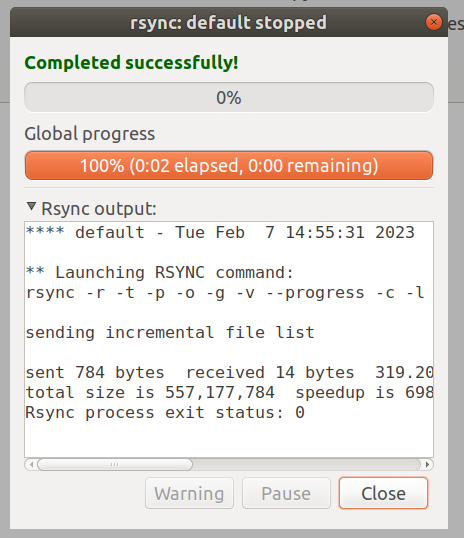 rsync: default stopped
es
Completed successfully!
0%
Global progress
100% (0:02 elapsed, 0:00 remaining)
Rsync output:
**** default - Tue Feb  7 14:55:31 2023
** Launching RSYNC command:
rsync -r -t -p -o -g -v --progress -c -l
sending incremental file list
sent 784 bytes  received 14 bytes  319.20
total size is 557,177,784  speedup is 698
Rsync process exit status: 0
Warning
Pause
Close